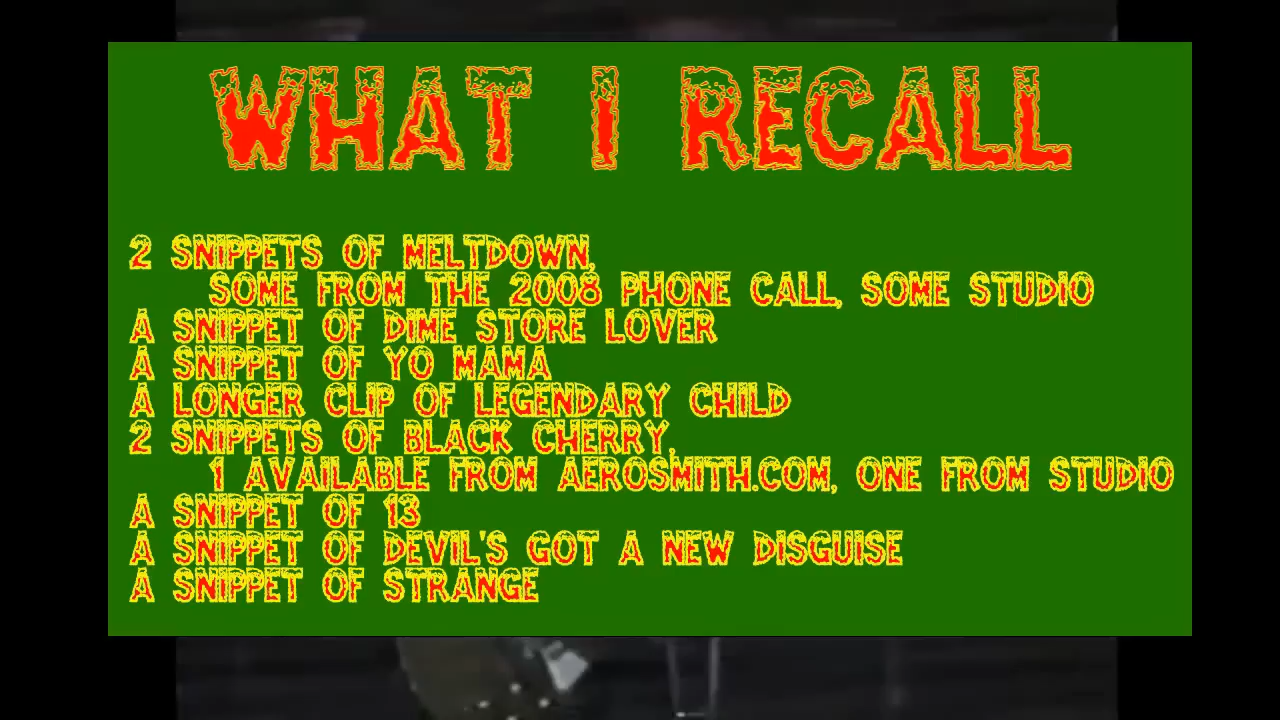 WHAT I RECALL
2 SNIPPETS OF MELTDOWN,
SOME FROM THE 2008 PHONE CALL, SOME STUDIO
A SNIPPET OF DIME STORE LOVER
A SNIPPET OF YO MAMA
A LONGER CLIP OF LEGENDARY CHILD
2 SNIPPETS OF BLACK CHERRY,
1 AVAILABLE FROM AEROSMITH.COM, ONE FROM STUDIO
A SNIPPET OF 13
A SNIPPET OF DEVIL'S GOT A NEW DISGUISE
A SNIPPET OF STRANGE